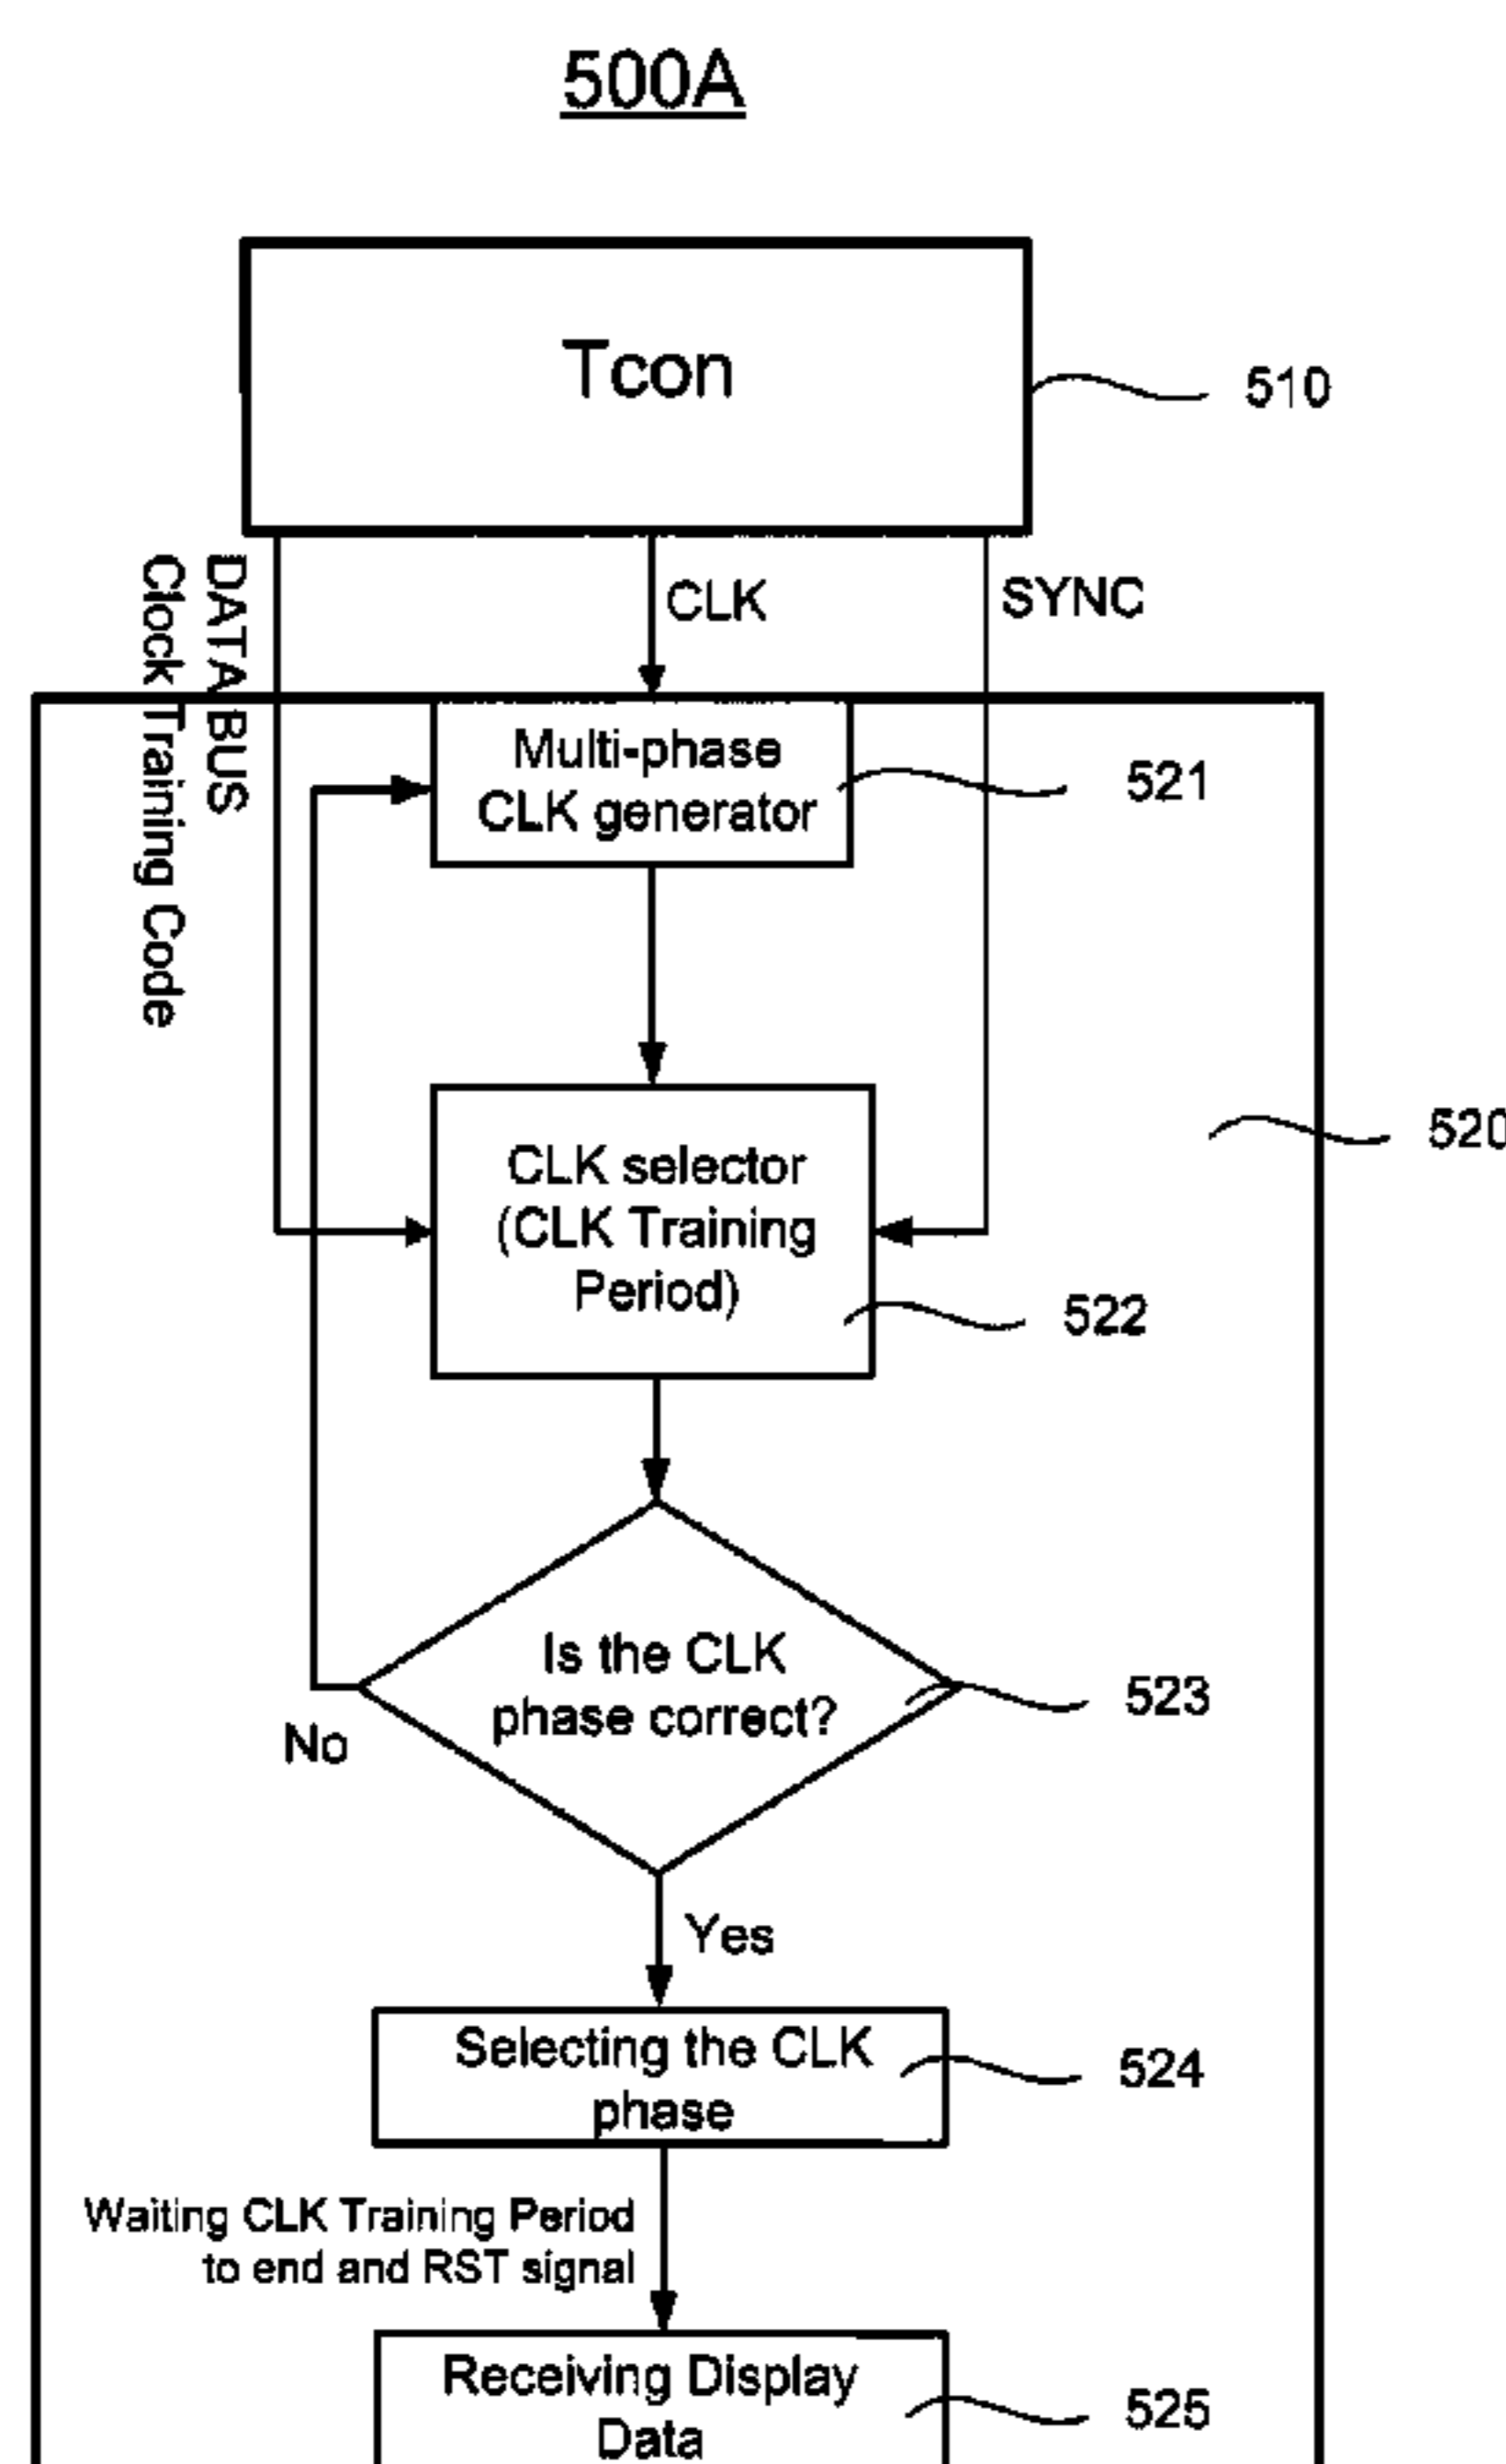 500A
Tcon
510
DATA BUS
Clock Training Code
CLK
SYNC
Multi-phase
CLK generator
521
CLK selector
(CLK Training
Period)
520
522
Is the CLK
phase correct?
523
No
Yes
Selecting the CLK
phase
524
Waiting CLK Training Period
to end and RST signal
Receiving Display
Data
525